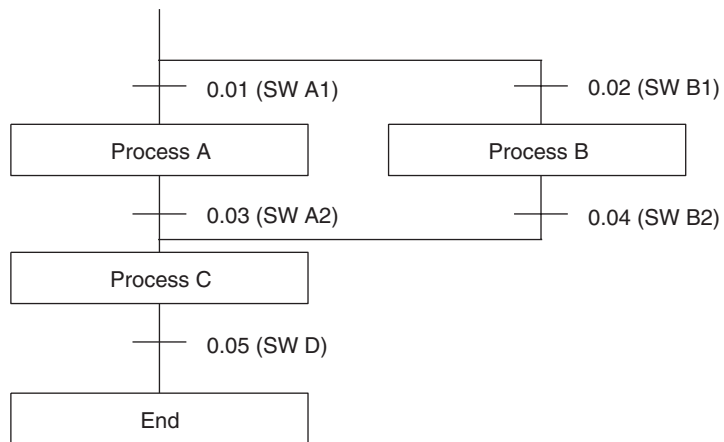 0.01 (SW A1)
0.02 (SW B1)
Process A
Process B
0.03 (SW A2)
0.04 (SW B2)
Process C
0.05 (SW D)
End